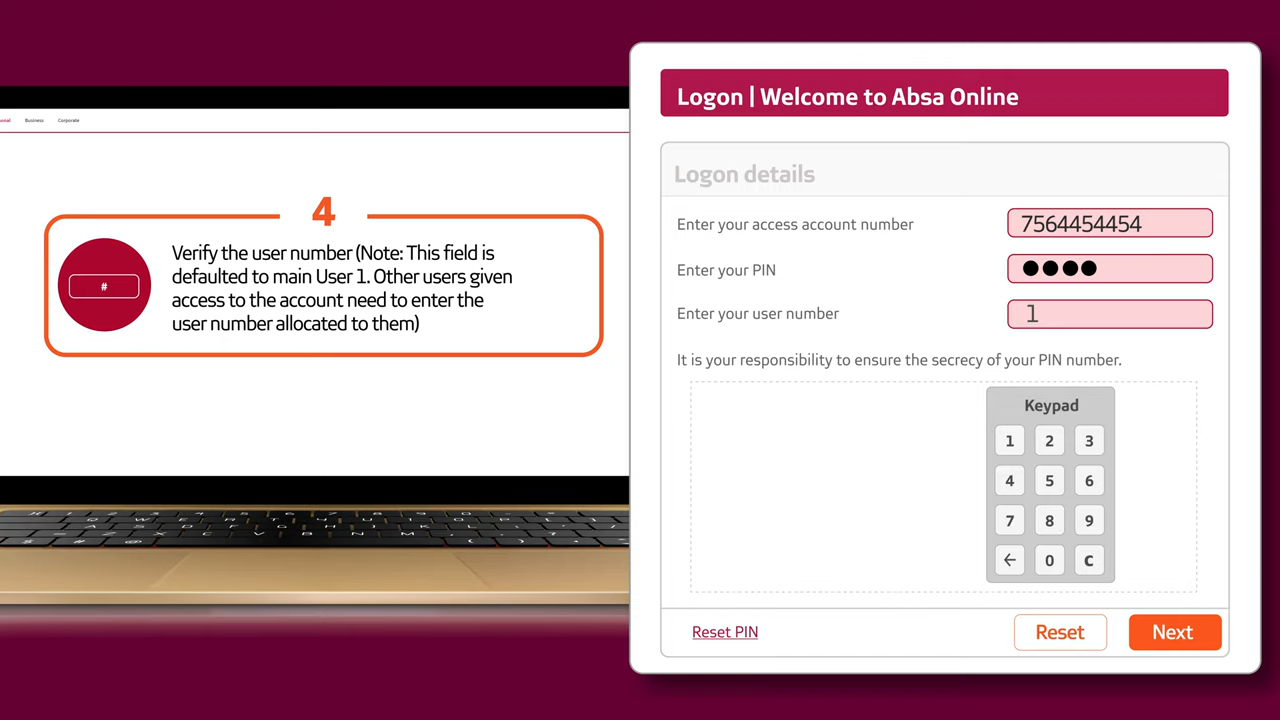 Business
Corporate
4
#
Verify the user number (Note: This field is
defaulted to main User 1. Other users given
access to the account need to enter the
user number allocated to them)
Logon | Welcome to Absa Online
Logon details
Enter your access account number
7564454454
Enter your PIN
Enter your user number
1
It is your responsibility to ensure the secrecy of your PIN number.
Keypad
1 2 3
4 5 6
7 8 9
← 0 C
Reset PIN
Reset
Next